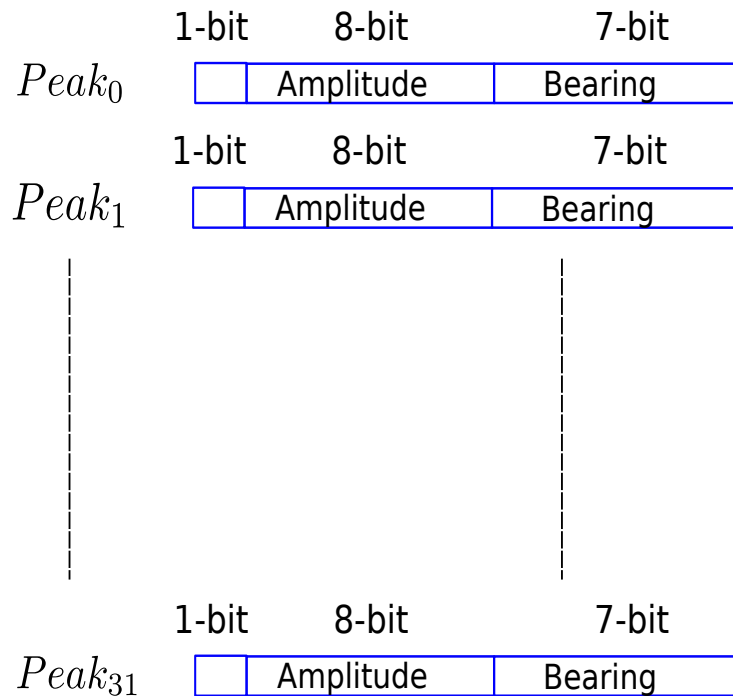 1-bit 8-bit 7-bit
Peak₀ Amplitude Bearing
1-bit 8-bit 7-bit
Peak₁ Amplitude Bearing
1-bit 8-bit 7-bit
Peak₃₁ Amplitude Bearing